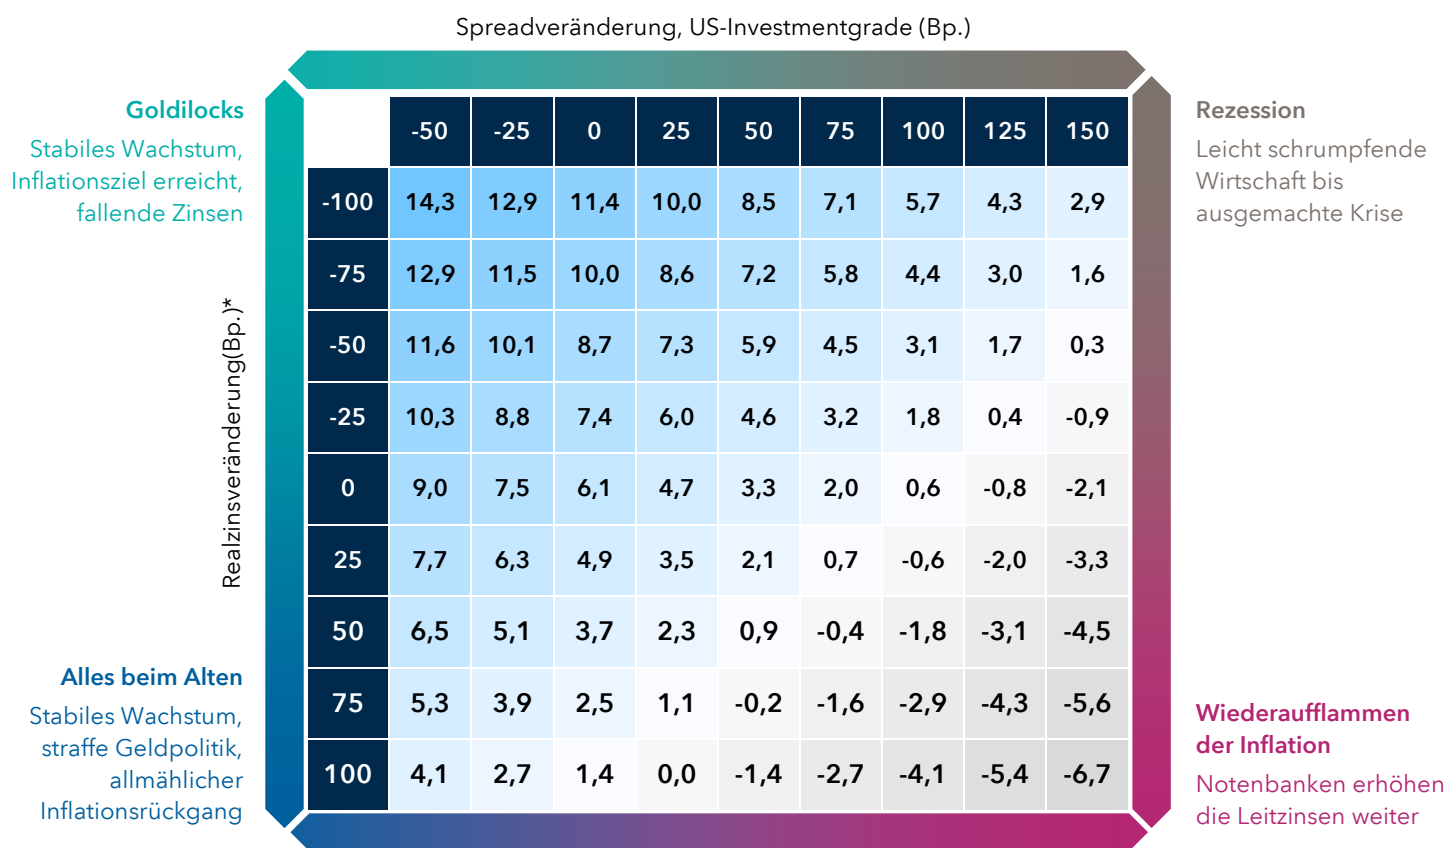 Spreadveränderung, US-Investmentgrade (Bp.)
Goldilocks
Stabiles Wachstum,
Inflationsziel erreicht,
fallende Zinsen
Rezession
Leicht schrumpfende
Wirtschaft bis
ausgemachte Krise
Realzinsveränderung(Bp.)*
-50 -25 0 25 50 75 100 125 150
-100 14,3 12,9 11,4 10,0 8,5 7,1 5,7 4,3 2,9
-75 12,9 11,5 10,0 8,6 7,2 5,8 4,4 3,0 1,6
-50 11,6 10,1 8,7 7,3 5,9 4,5 3,1 1,7 0,3
-25 10,3 8,8 7,4 6,0 4,6 3,2 1,8 0,4 -0,9
0 9,0 7,5 6,1 4,7 3,3 2,0 0,6 -0,8 -2,1
25 7,7 6,3 4,9 3,5 2,1 0,7 -0,6 -2,0 -3,3
50 6,5 5,1 3,7 2,3 0,9 -0,4 -1,8 -3,1 -4,5
75 5,3 3,9 2,5 1,1 -0,2 -1,6 -2,9 -4,3 -5,6
100 4,1 2,7 1,4 0,0 -1,4 -2,7 -4,1 -5,4 -6,7
Alles beim Alten
Stabiles Wachstum,
straffe Geldpolitik,
allmählicher
Inflationsrückgang
Wiederaufflammen
der Inflation
Notenbanken erhöhen
die Leitzinsen weiter